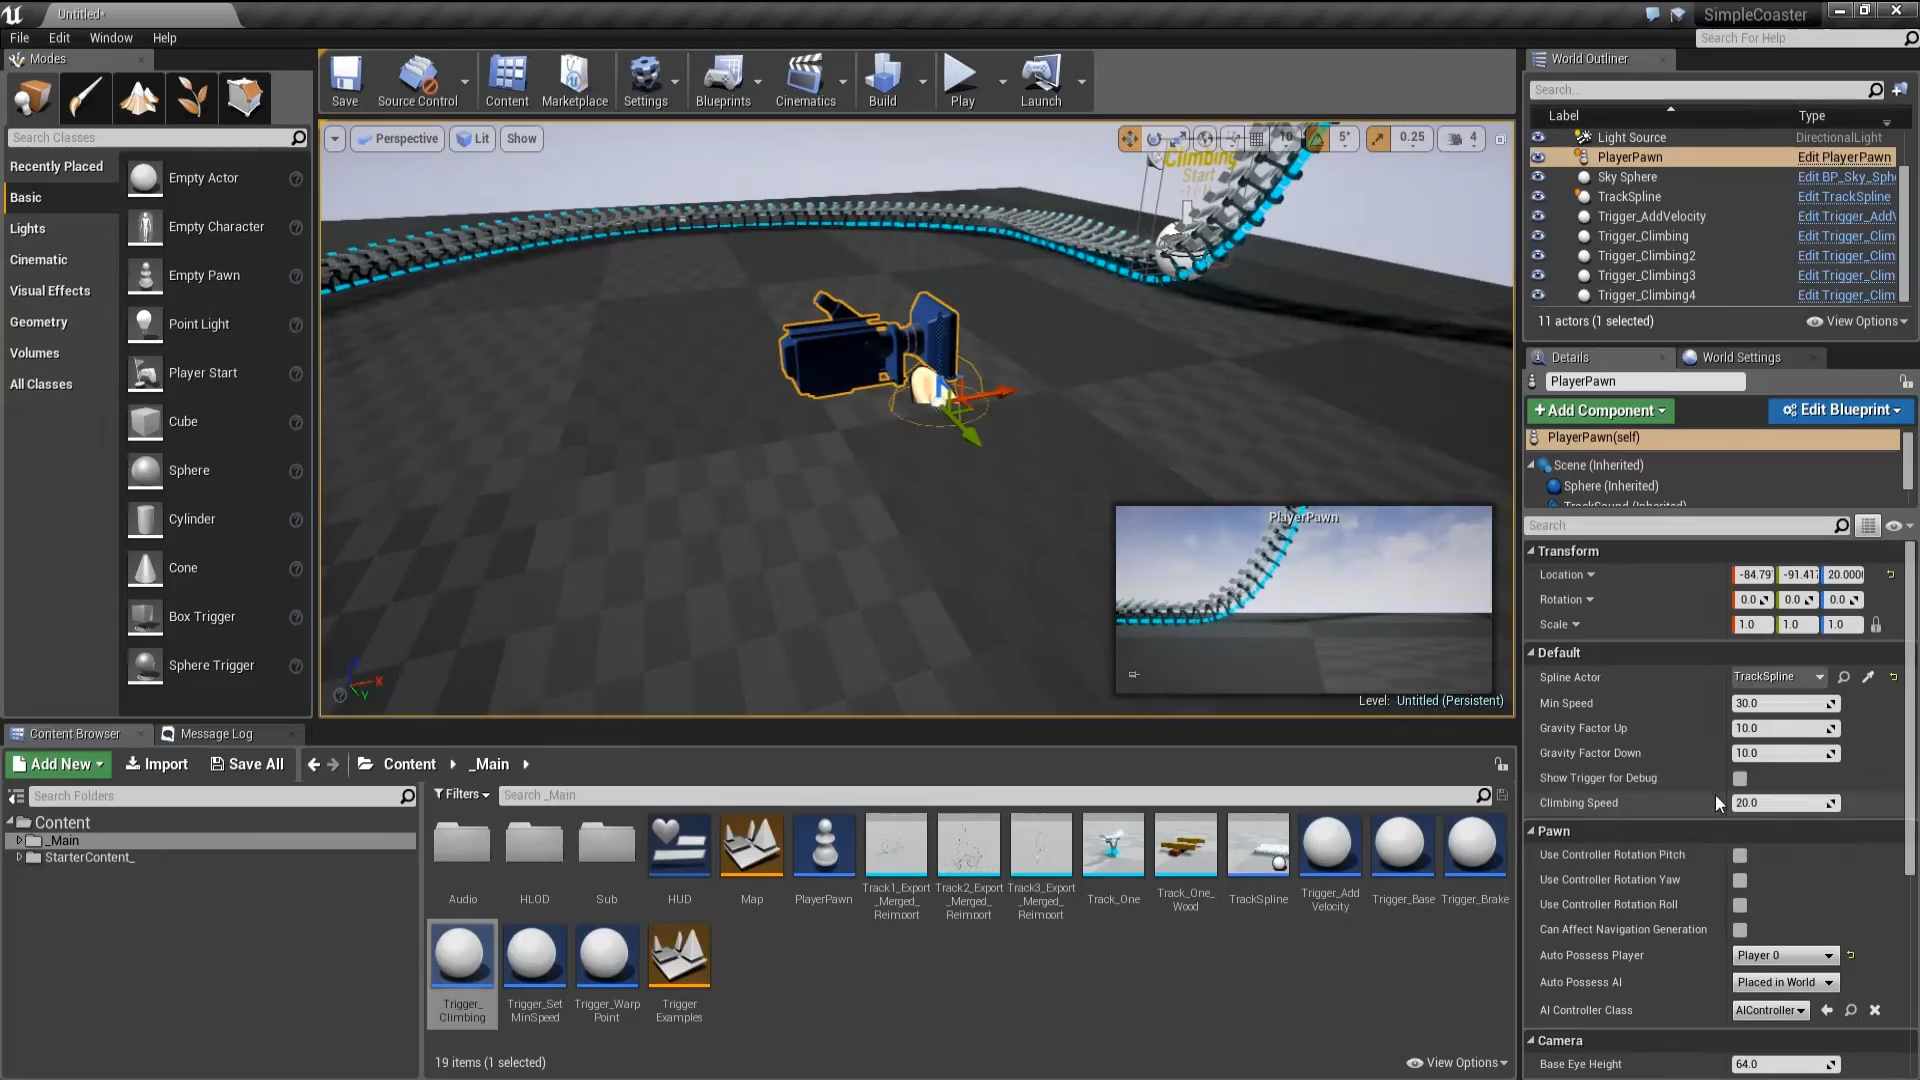 Untitled*
SimpleCoaster
File Edit Window Help
Search For Help
Modes
Search Classes
Recently Placed
Basic
Lights
Cinematic
Visual Effects
Geometry
Volumes
All Classes
Empty Actor
Empty Character
Empty Pawn
Point Light
Player Start
Cube
Sphere
Cylinder
Cone
Box Trigger
Sphere Trigger
Save
Source Control
Content
Marketplace
Settings
Blueprints
Cinematics
Build
Play
Launch
Perspective
Lit
Show
10
5°
0.25
4
Climbing
Start
PlayerPawn
X
Y
Level: Untitled (Persistent)
World Outliner
Search...
Label Type
Light Source DirectionalLight
PlayerPawn Edit PlayerPawn
Sky Sphere Edit BP_Sky_Sph
TrackSpline Edit TrackSpline
Trigger_AddVelocity Edit Trigger_Add
Trigger_Climbing Edit Trigger_Clim
Trigger_Climbing2 Edit Trigger_Clim
Trigger_Climbing3 Edit Trigger_Clim
Trigger_Climbing4 Edit Trigger_Clim
11 actors (1 selected) View Options
Details World Settings
PlayerPawn
+Add Component Edit Blueprint
PlayerPawn(self)
Scene (Inherited)
Sphere (Inherited)
TrackSound (Inherited)
Search
Transform
Location -84.79 -91.41 20.000
Rotation 0.0 0.0 0.0
Scale 1.0 1.0 1.0
Default
Spline Actor TrackSpline
Min Speed 30.0
Gravity Factor Up 10.0
Gravity Factor Down 10.0
Show Trigger for Debug
Climbing Speed 20.0
Pawn
Use Controller Rotation Pitch
Use Controller Rotation Yaw
Use Controller Rotation Roll
Can Affect Navigation Generation
Auto Possess Player Player 0
Auto Possess AI Placed in World
AI Controller Class AIController
Camera
Base Eye Height 64.0
Content Browser Message Log
Add New Import Save All Content _Main
Search Folders
Filters Search _Main
Content
_Main
StarterContent_
Audio
HLOD
Sub
HUD
Map
PlayerPawn
Track1_Export
_Merged_
Reimport
Track2_Export
_Merged_
Reimport
Track3_Export
_Merged_
Reimport
Track_One
Track_One_
Wood
TrackSpline
Trigger_Add
Velocity
Trigger_Base
Trigger_Brake
Trigger_
Climbing
Trigger_Set
MinSpeed
Trigger_Warp
Point
Trigger
Examples
19 items (1 selected) View Options